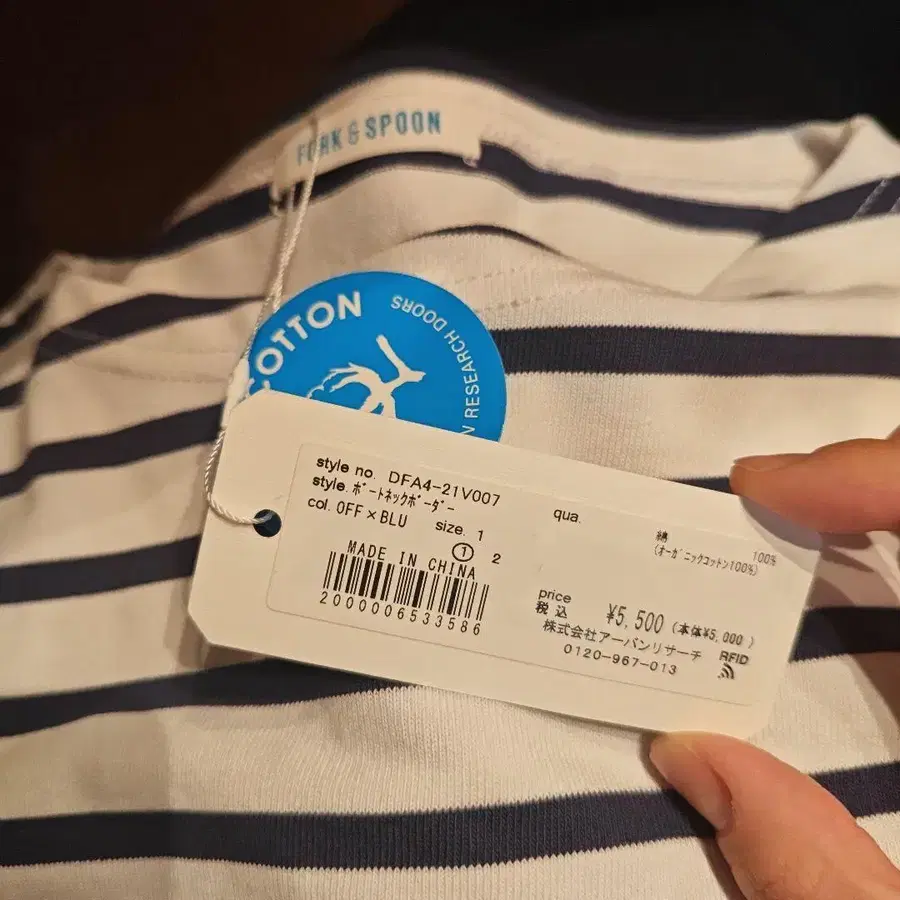 FORK & SPOON
COTTON
RESEARCH DOORS
style no. DFA4-21V007
style. ボートネックボーダー
col. OFF×BLU size. 1
① 2
MADE IN CHINA
2000006533586
qua.
綿 100%
(オーガニックコットン100%)
price
税込 ¥5,500 (本体¥5,000)
株式会社アーバンリサーチ
0120-967-013
RFID